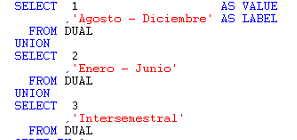 SELECT 1 AS VALUE
,'Agosto - Diciembre' AS LABEL
FROM DUAL
UNION
SELECT 2
,'Enero - Junio'
FROM DUAL
UNION
SELECT 3
,'Intersemestral'
FROM DUAL